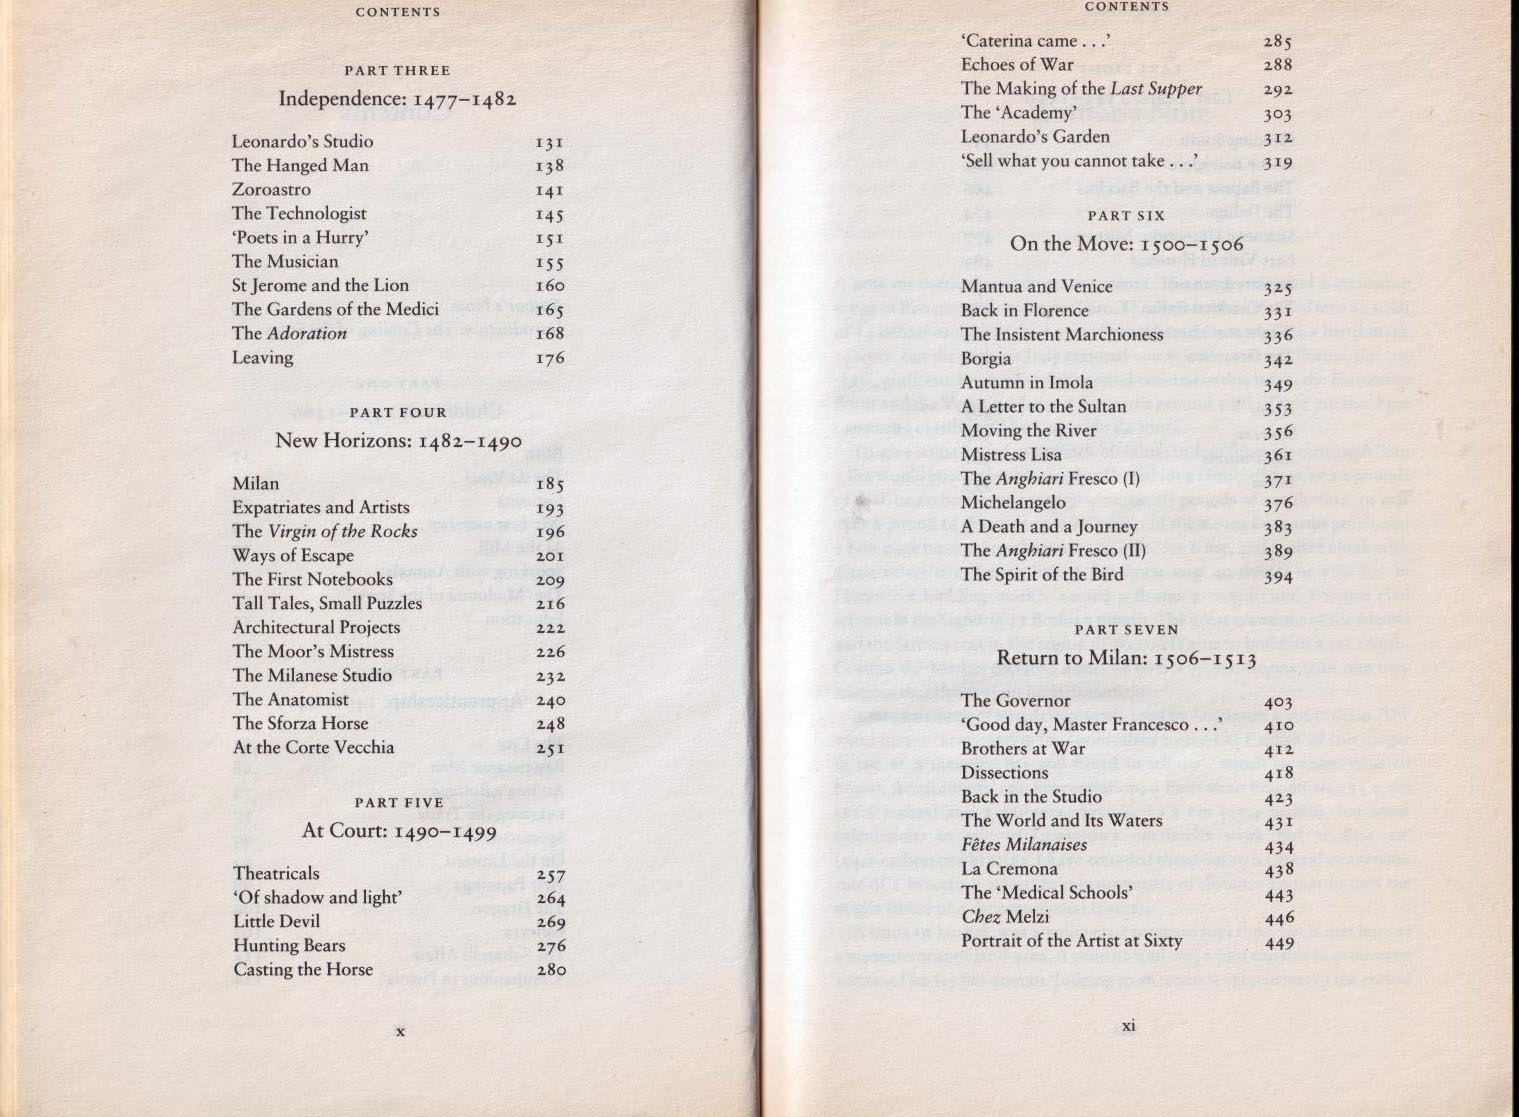 CONTENTS
PART THREE
Independence: 1477–1482
Leonardo's Studio 131
The Hanged Man 138
Zoroastro 141
The Technologist 145
'Poets in a Hurry' 151
The Musician 155
St Jerome and the Lion 160
The Gardens of the Medici 165
The Adoration 168
Leaving 176
PART FOUR
New Horizons: 1482–1490
Milan 185
Expatriates and Artists 193
The Virgin of the Rocks 196
Ways of Escape 201
The First Notebooks 209
Tall Tales, Small Puzzles 216
Architectural Projects 222
The Moor's Mistress 226
The Milanese Studio 232
The Anatomist 240
The Sforza Horse 248
At the Corte Vecchia 251
PART FIVE
At Court: 1490–1499
Theatricals 257
'Of shadow and light' 264
Little Devil 269
Hunting Bears 276
Casting the Horse 280
x
CONTENTS
'Caterina came . . .' 285
Echoes of War 288
The Making of the Last Supper 292
The 'Academy' 303
Leonardo's Garden 312
'Sell what you cannot take . . .' 319
PART SIX
On the Move: 1500–1506
Mantua and Venice 325
Back in Florence 331
The Insistent Marchioness 336
Borgia 342
Autumn in Imola 349
A Letter to the Sultan 353
Moving the River 356
Mistress Lisa 361
The Anghiari Fresco (I) 371
Michelangelo 376
A Death and a Journey 383
The Anghiari Fresco (II) 389
The Spirit of the Bird 394
PART SEVEN
Return to Milan: 1506–1513
The Governor 403
'Good day, Master Francesco . . .' 410
Brothers at War 412
Dissections 418
Back in the Studio 423
The World and Its Waters 431
Fêtes Milanaises 434
La Cremona 438
The 'Medical Schools' 443
Chez Melzi 446
Portrait of the Artist at Sixty 449
xi